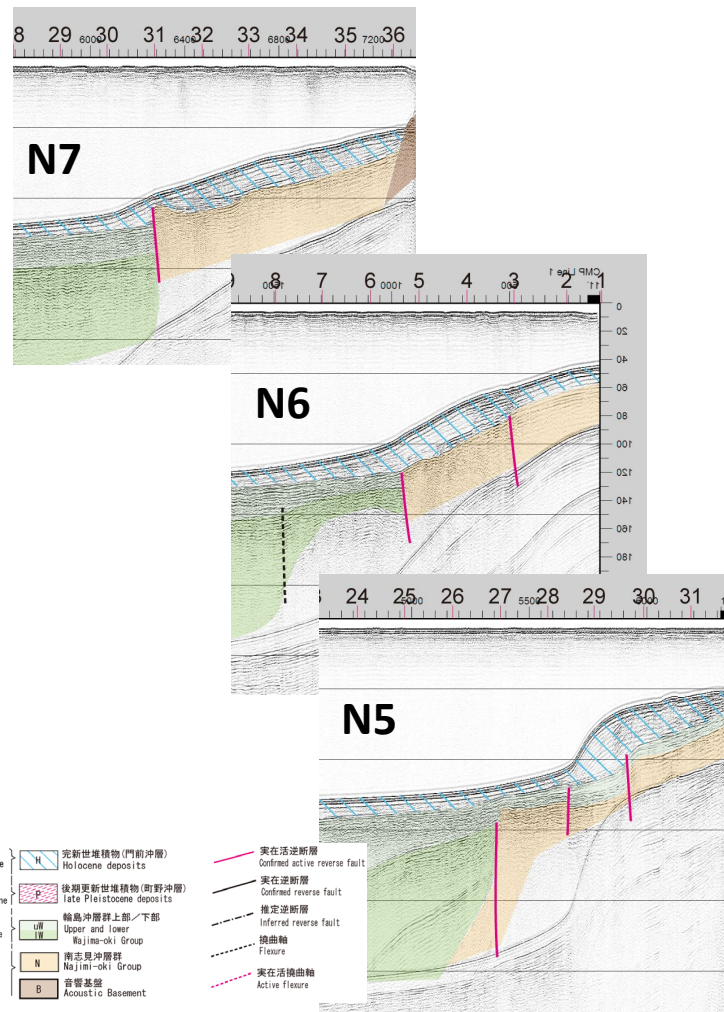 8 29 30 31 32 33 34 35 36
6000 6400 6800 7200
N7
CMP Line 1
9 8 7 6 5 4 3 2 1
1000 500
0
20
40
60
80
100
120
140
160
180
N6
24 25 26 27 28 29 30 31
5000 5500 6000
N5
H 完新世堆積物(門前沖層)
Holocene deposits
P 後期更新世堆積物(町野沖層)
late Pleistocene deposits
uW
lW
輪島沖層群上部/下部
Upper and lower
Wajima-oki Group
N 南志見沖層群
Najimi-oki Group
B 音響基盤
Acoustic Basement
実在活逆断層
Confirmed active reverse fault
実在逆断層
Confirmed reverse fault
推定逆断層
Inferred reverse fault
撓曲軸
Flexure
実在活撓曲軸
Active flexure